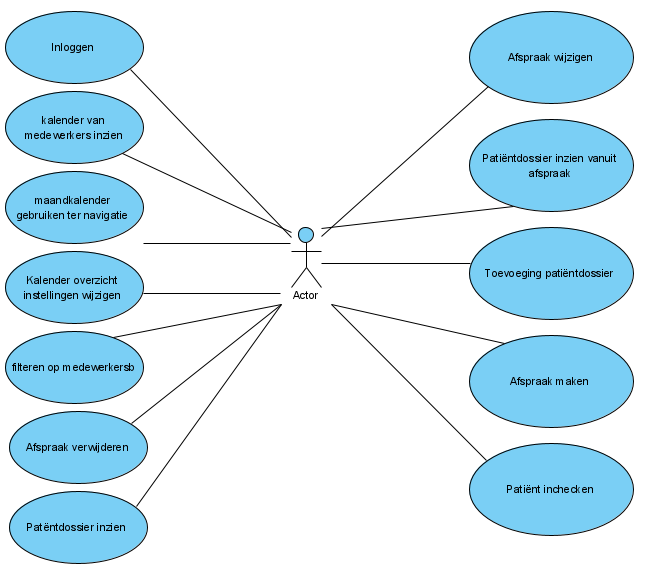 Inloggen
kalender van
medewerkers inzien
maandkalender
gebruiken ter navigatie
Kalender overzicht
instellingen wijzigen
filteren op medewerkersb
Afspraak verwijderen
Patëntdossier inzien
Actor
Afspraak wijzigen
Patiëntdossier inzien vanuit
afspraak
Toevoeging patiëntdossier
Afspraak maken
Patiënt inchecken